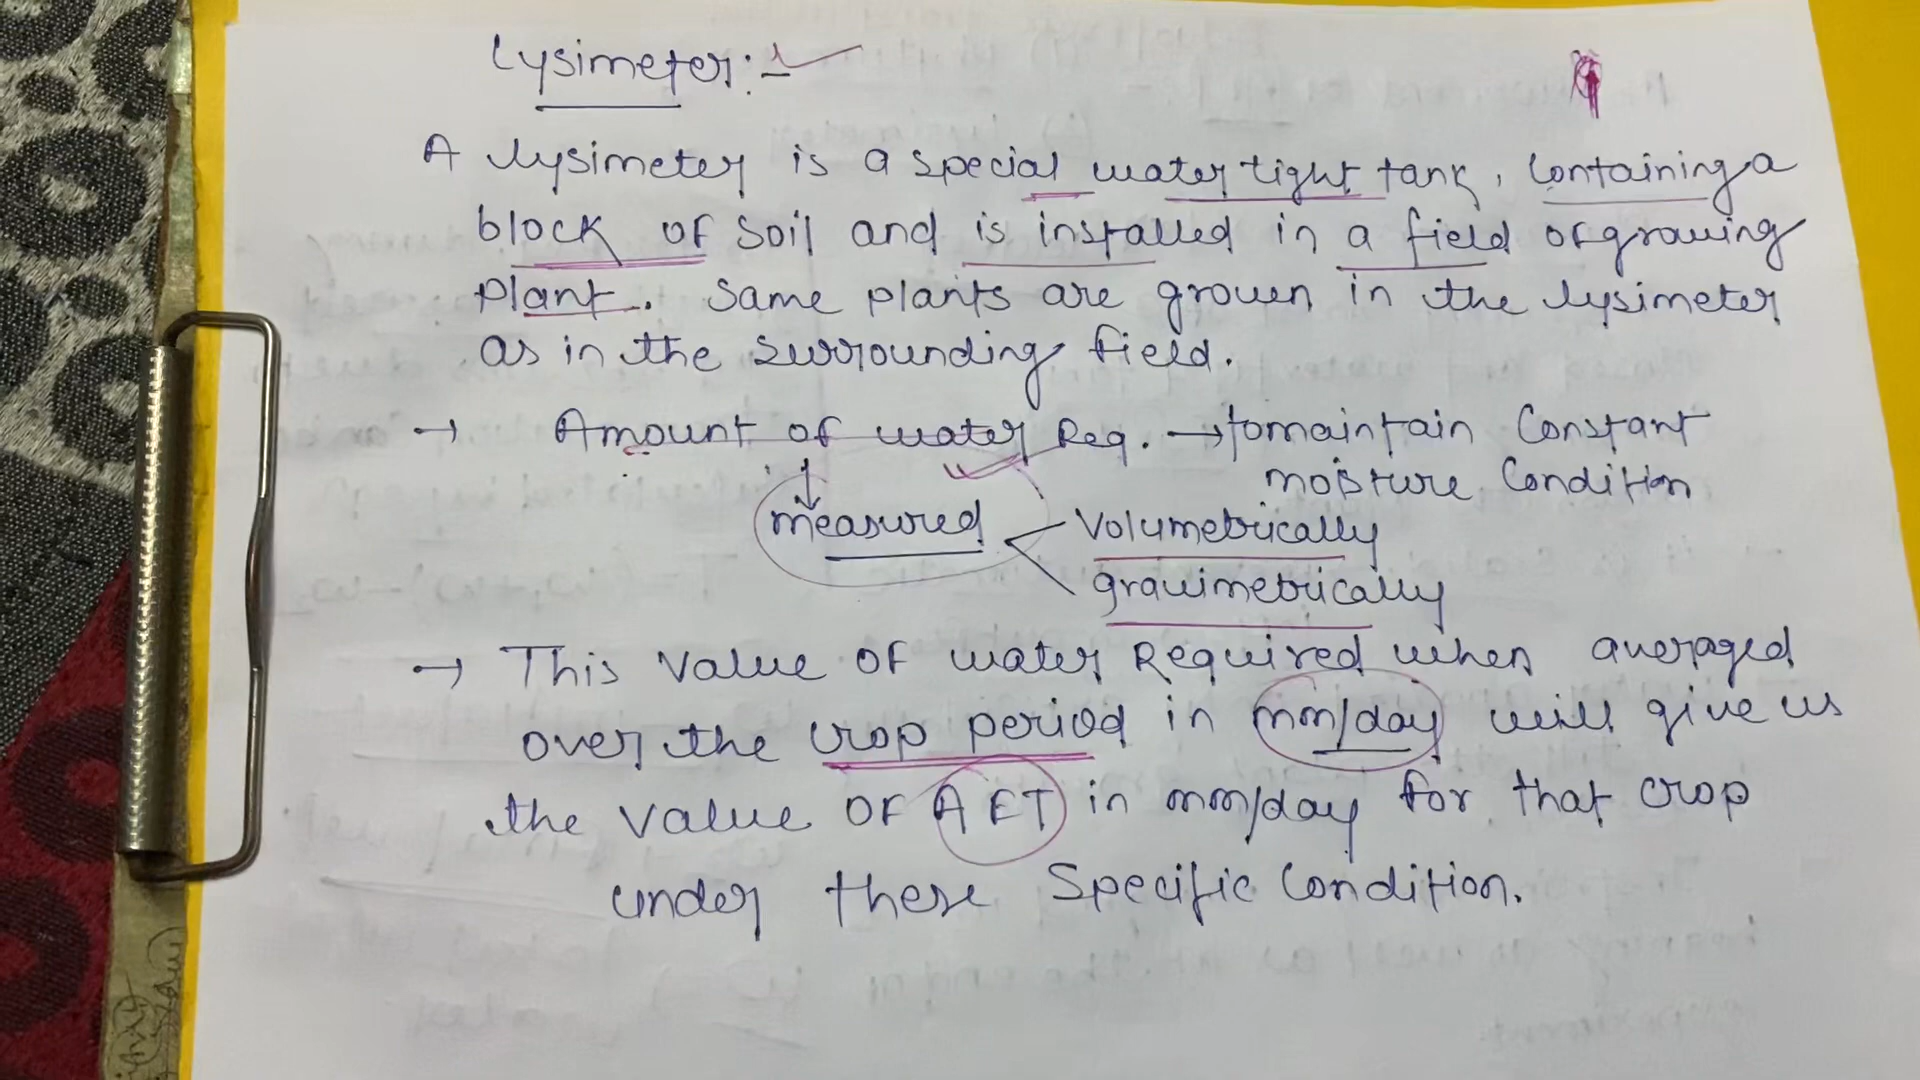 Lysimeter:-
A lysimeter is a special water tight tank, containing a
block of soil and is installed in a field of growing
plant. Same plants are grown in the lysimeter
as in the surrounding field.
→ Amount of water Req. → to maintain Constant
moisture Condition
measured
Volumetrically
gravimetrically
→ This value of water Required when averaged
over the crop period in mm/day will give us
the value of AET in mm/day for that crop
under these Specific Condition.